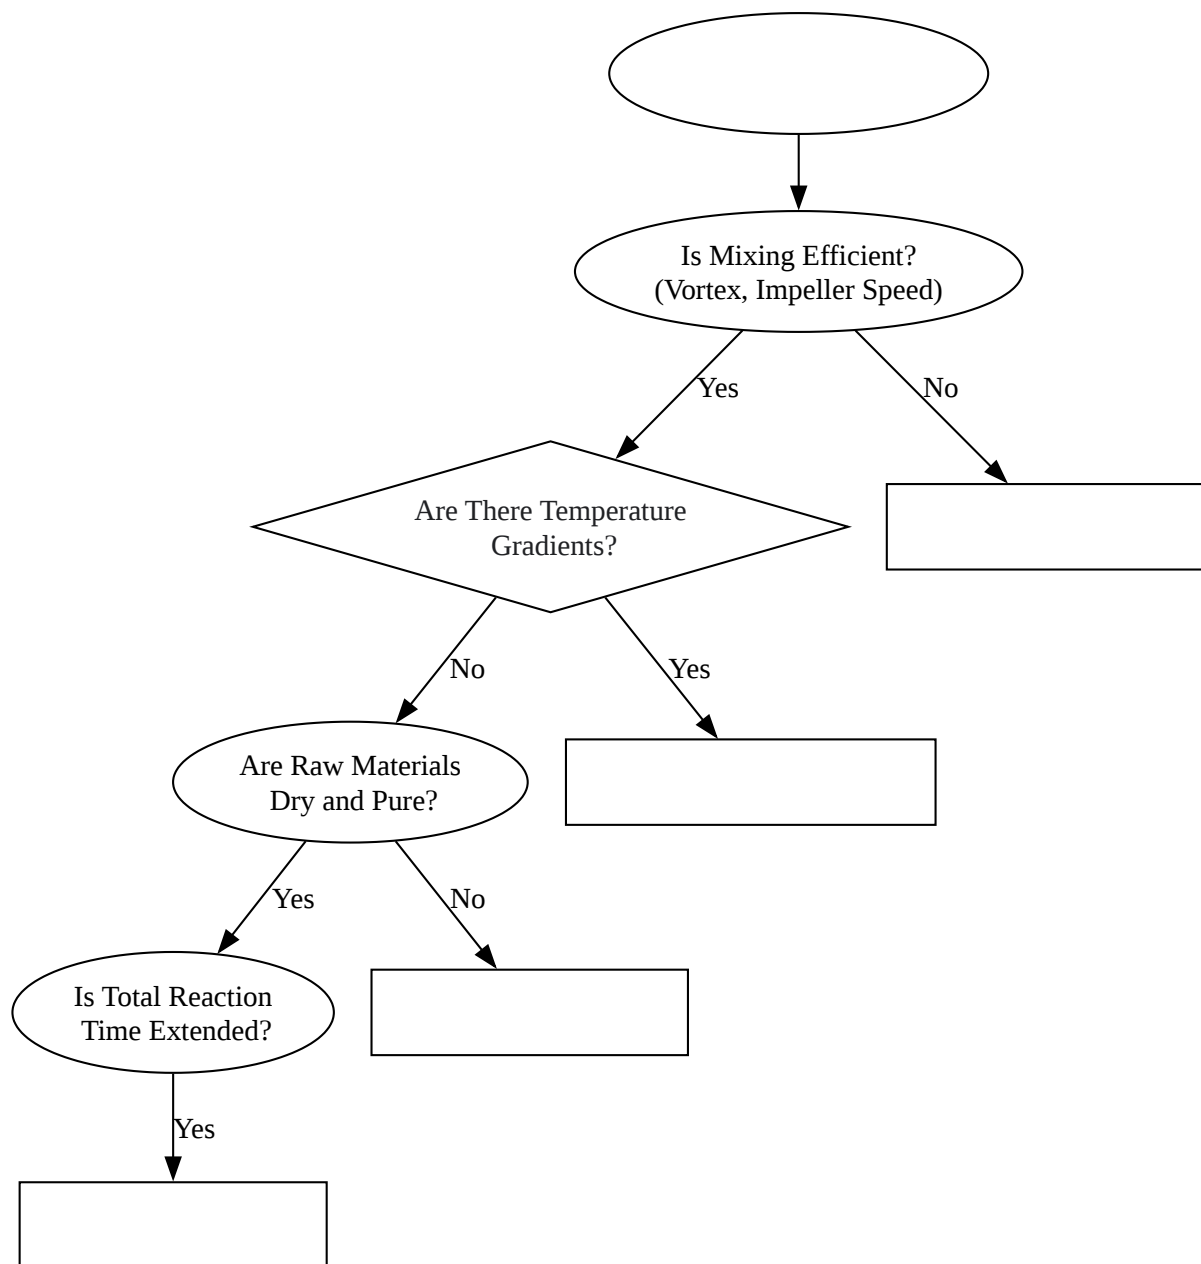 Is Mixing Efficient?
(Vortex, Impeller Speed)
Yes
No
Are There Temperature
Gradients?
No
Yes
Are Raw Materials
Dry and Pure?
Yes
No
Is Total Reaction
Time Extended?
Yes